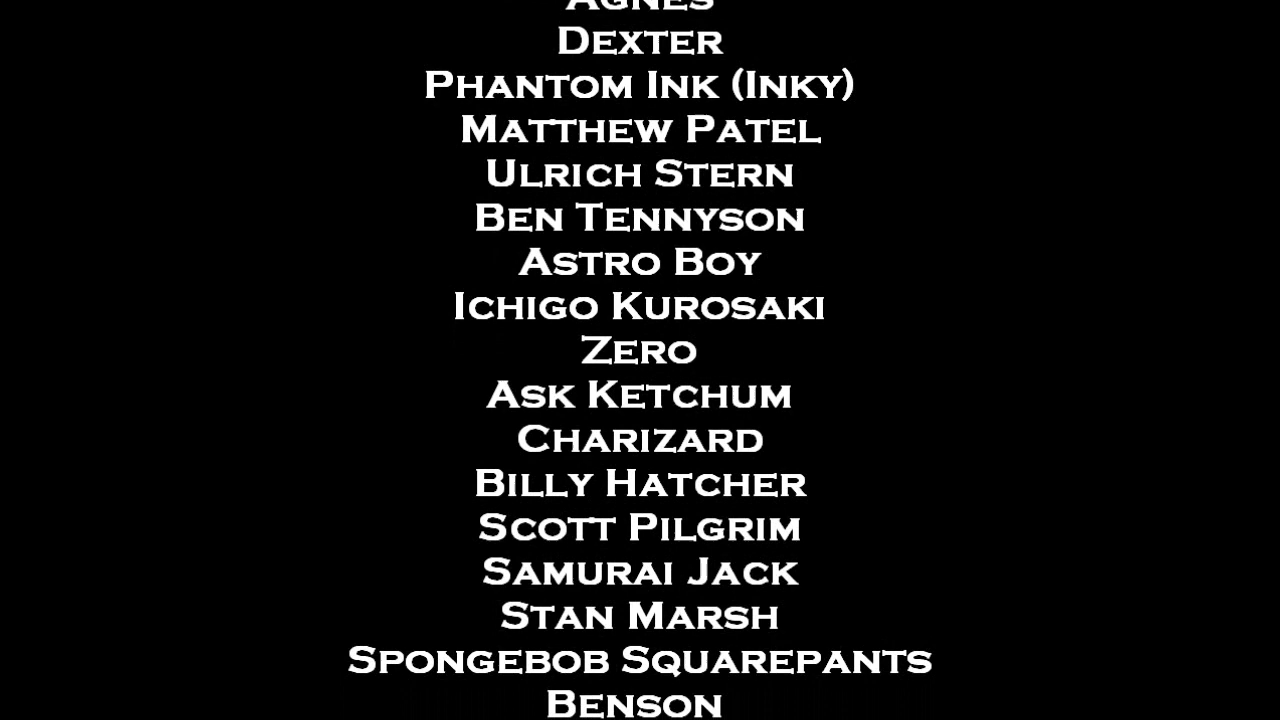 Agnes
Dexter
Phantom Ink (Inky)
Matthew Patel
Ulrich Stern
Ben Tennyson
Astro Boy
Ichigo Kurosaki
Zero
Ask Ketchum
Charizard
Billy Hatcher
Scott Pilgrim
Samurai Jack
Stan Marsh
Spongebob Squarepants
Benson